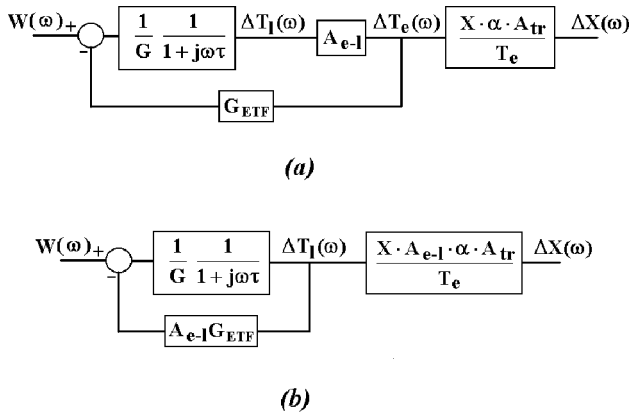 W(ω) + − 1/G 1/(1+jωτ) ΔT_l(ω) A_e-l ΔT_e(ω) X·α·A_tr/T_e ΔX(ω)
G_ETF
(a)
W(ω) + − 1/G 1/(1+jωτ) ΔT_l(ω) X·A_e-l·α·A_tr/T_e ΔX(ω)
A_e-l G_ETF
(b)